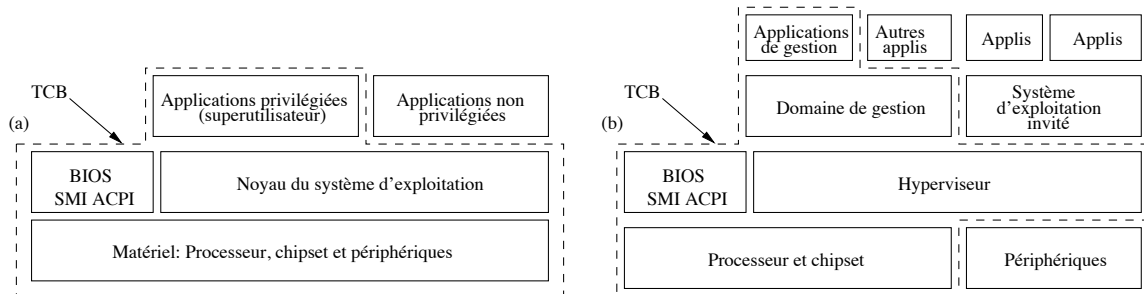 TCB
(a)
Applications privilégiées
(superutilisateur)
Applications non
privilégiées
BIOS
SMI ACPI
Noyau du système d'exploitation
Matériel: Processeur, chipset et périphériques
TCB
(b)
Applications
de gestion
Autres
applis
Applis
Applis
Domaine de gestion
Système
d'exploitation
invité
BIOS
SMI ACPI
Hyperviseur
Processeur et chipset
Périphériques